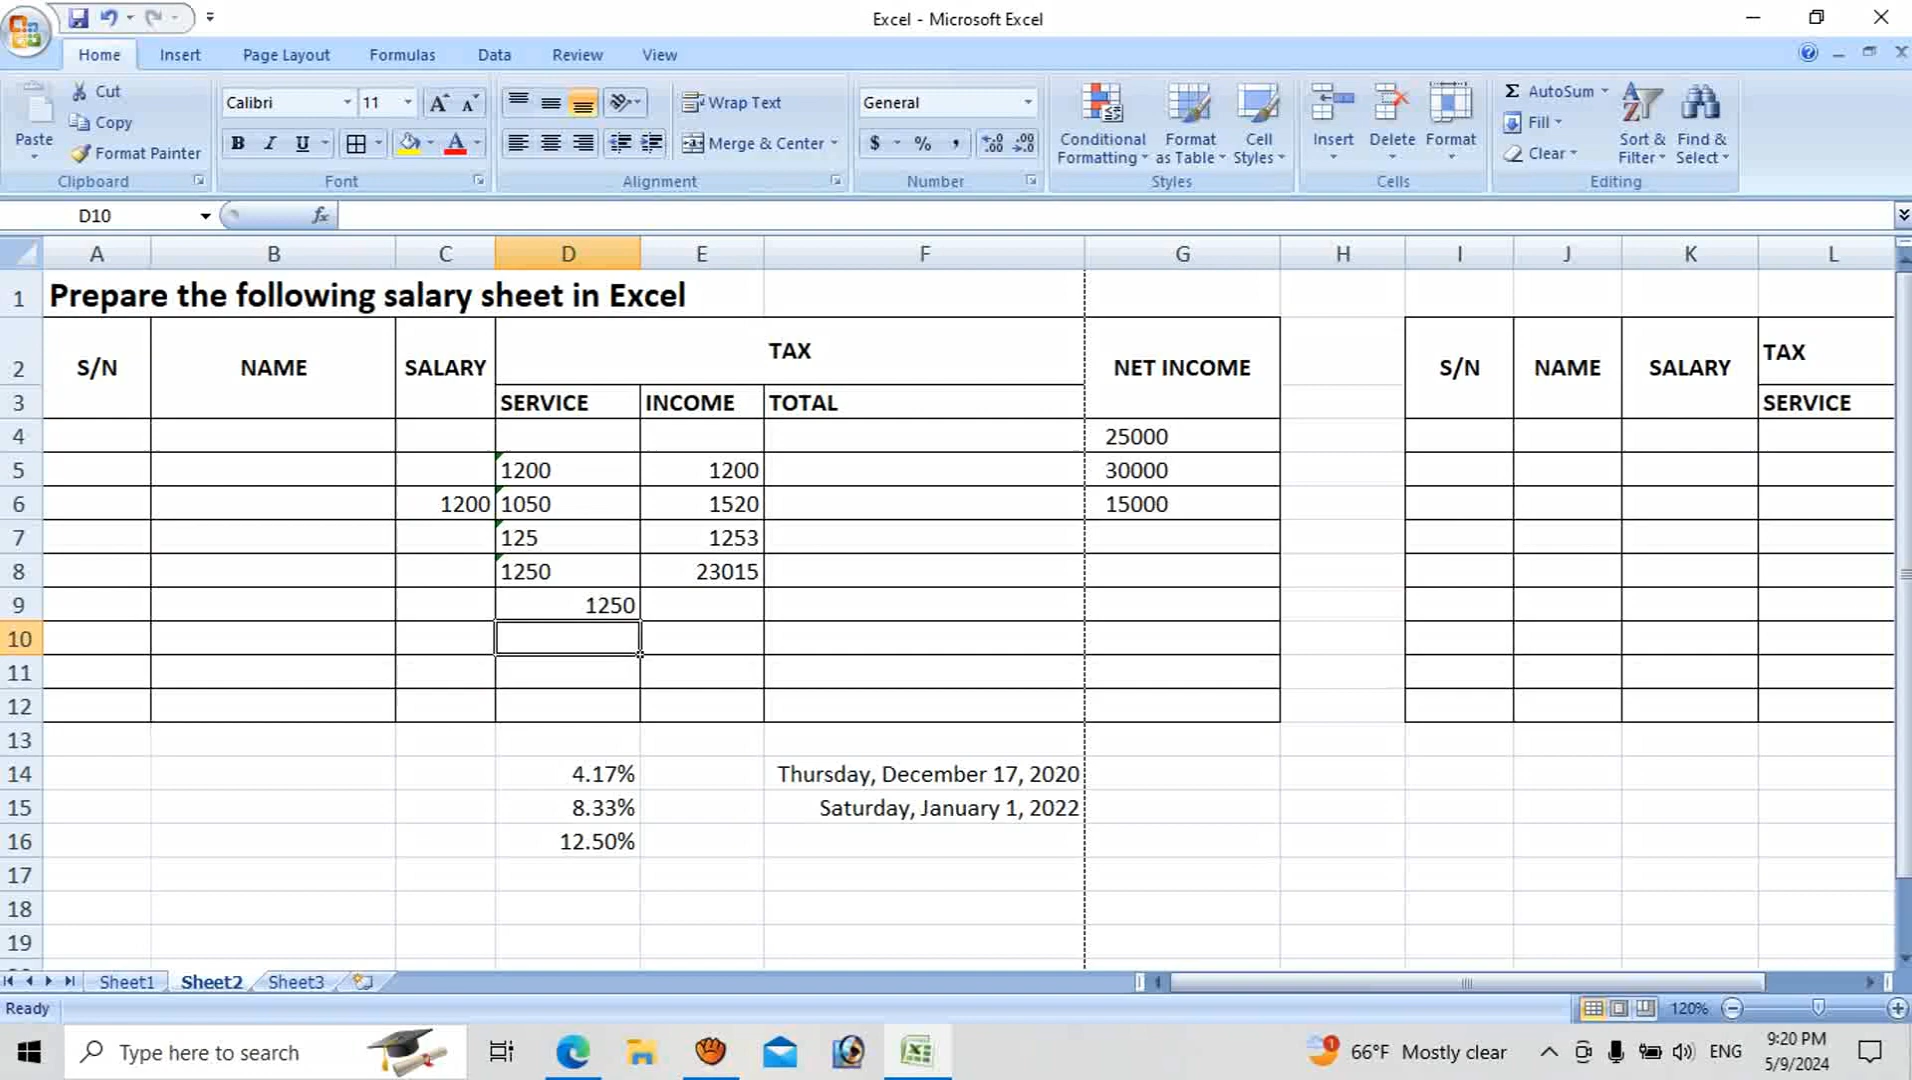 Excel - Microsoft Excel
Home Insert Page Layout Formulas Data Review View
Paste
Cut
Copy
Format Painter
Clipboard
Calibri 11 A A
B I U A
Font
Wrap Text
Merge & Center
Alignment
General
$ % , .0 .00 .00 .0
Number
Conditional Formatting
Format as Table
Cell Styles
Styles
Insert Delete Format
Cells
Σ AutoSum
Fill
Clear
Sort & Filter
Find & Select
Editing
D10 fx
A B C D E F G H I J K L
1 Prepare the following salary sheet in Excel
2 S/N NAME SALARY TAX NET INCOME S/N NAME SALARY TAX
3 SERVICE INCOME TOTAL SERVICE
4 25000
5 1200 1200 30000
6 1200 1050 1520 15000
7 125 1253
8 1250 23015
9 1250
10
11
12
13
14 4.17% Thursday, December 17, 2020
15 8.33% Saturday, January 1, 2022
16 12.50%
17
18
19
Sheet1 Sheet2 Sheet3
Ready 120%
Type here to search 1 66°F Mostly clear ENG 9:20 PM
5/9/2024